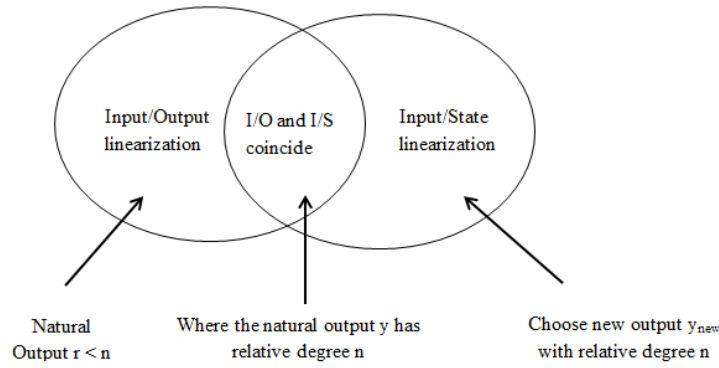 Input/Output
linearization
I/O and I/S
coincide
Input/State
linearization
Natural
Output r < n
Where the natural output y has
relative degree n
Choose new output yₙₑw
with relative degree n